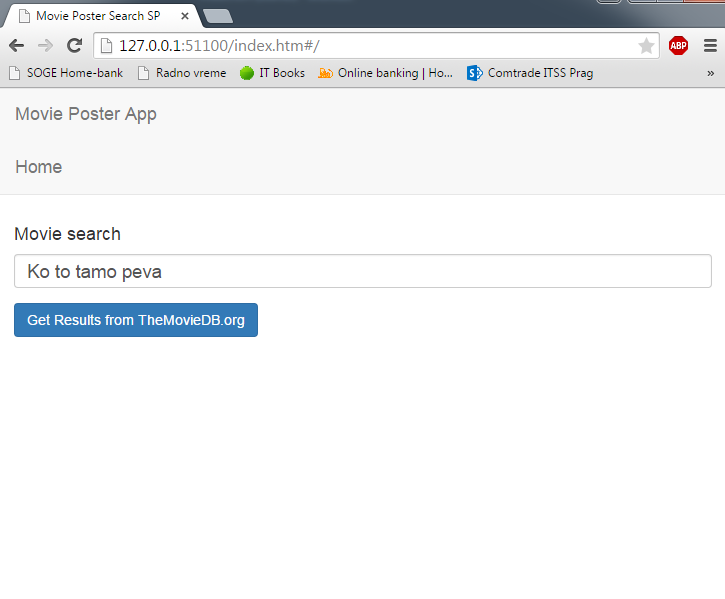 Movie Poster Search SP
127.0.0.1:51100/index.htm#/
ABP
SOGE Home-bank Radno vreme IT Books Online banking | Ho... Comtrade ITSS Prag »
Movie Poster App
Home
Movie search
Ko to tamo peva
Get Results from TheMovieDB.org